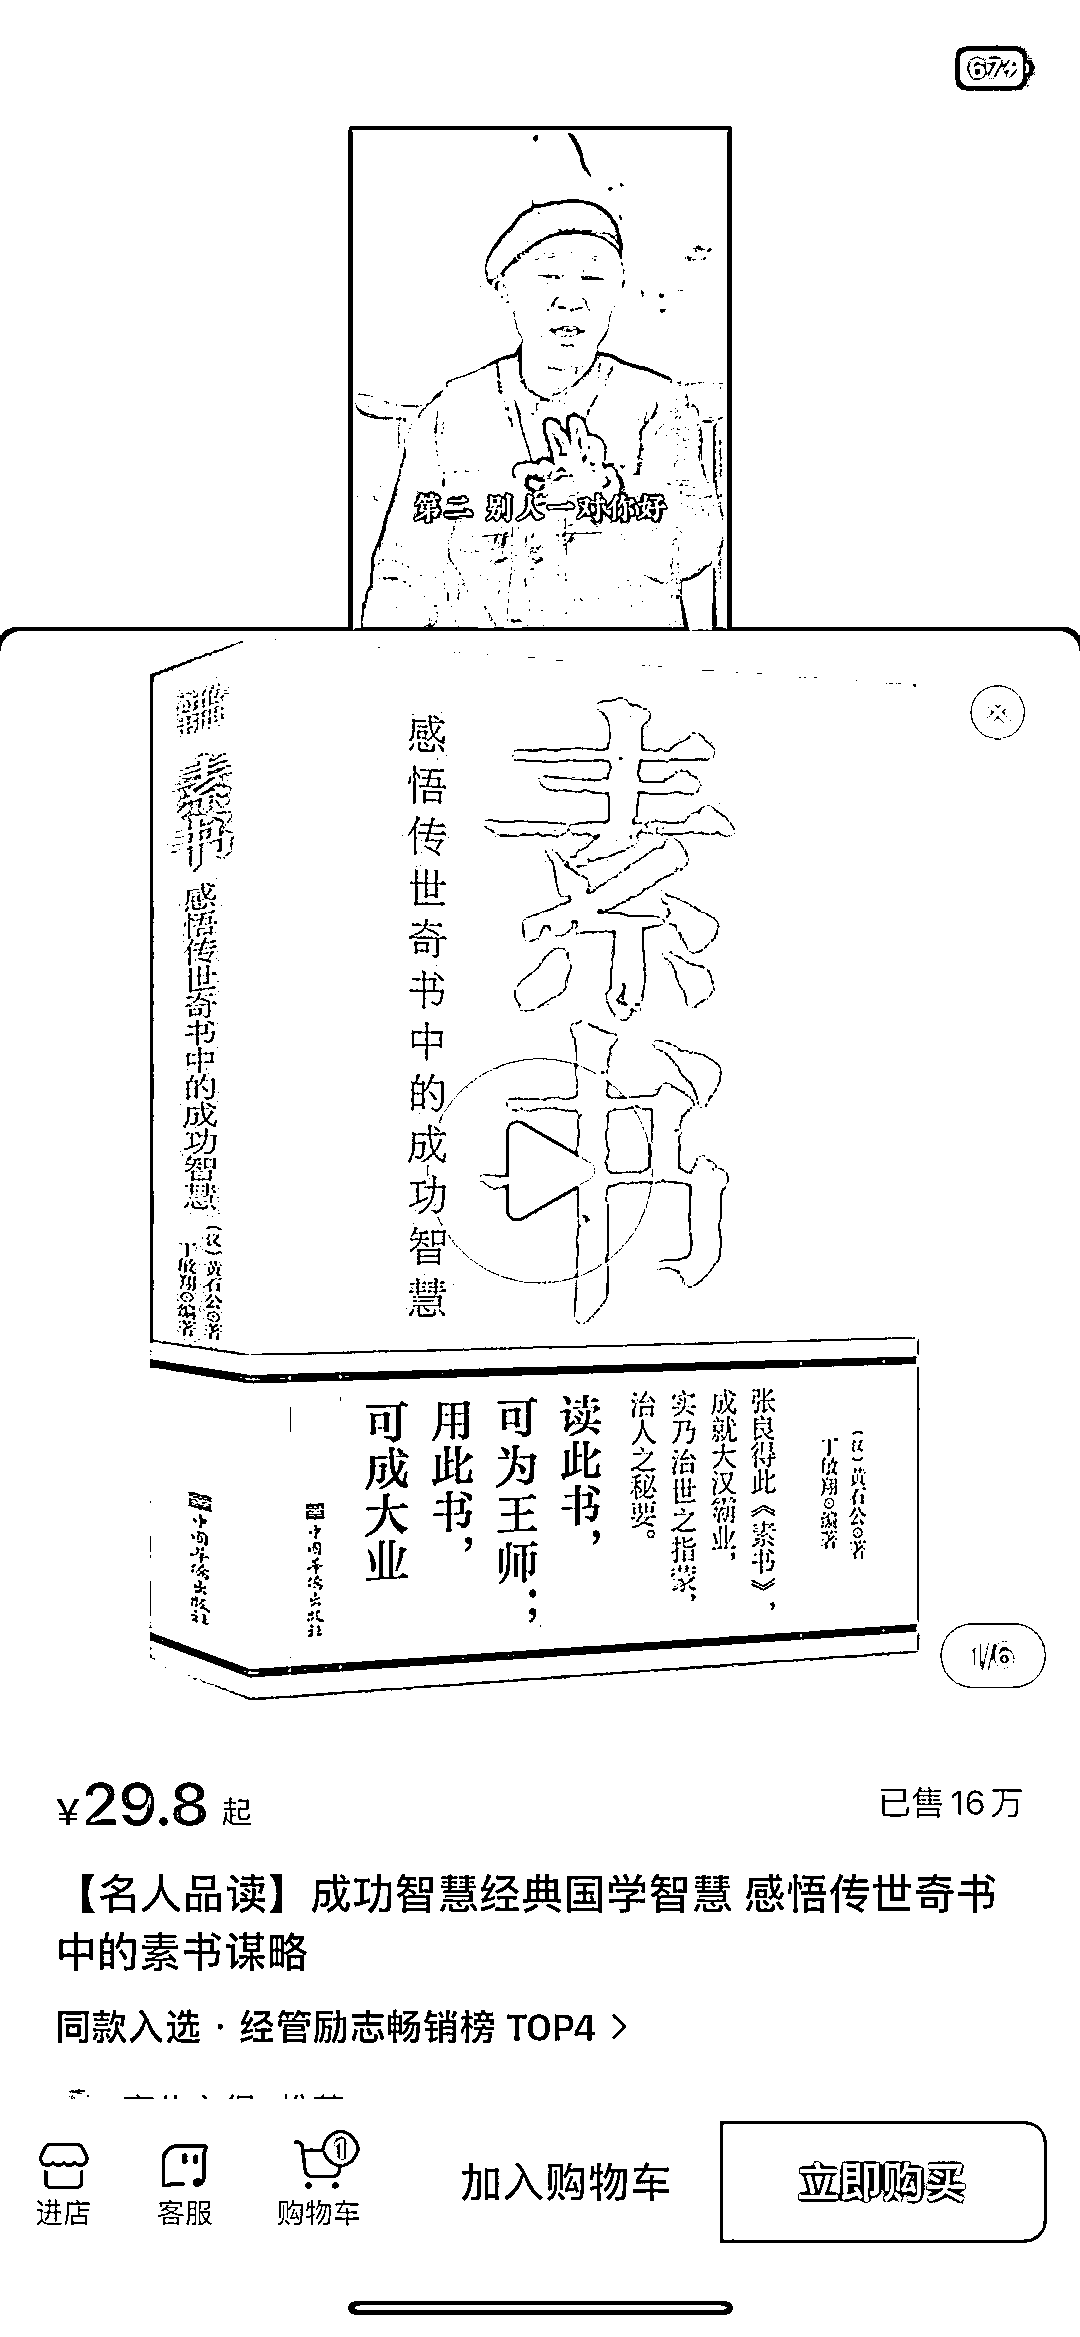 67
第二 别人一对你好
素书
感悟传世奇书中的成功智慧
(汉)黄石公◎著
丁敏翔◎编著
中国华侨出版社
素书
感悟传世奇书中的成功智慧
(汉)黄石公◎著
丁敏翔◎编著
张良得此《素书》,
成就大汉霸业,
实乃治世之指蒙,
治人之秘要。
读此书,
可为王师;
用此书,
可成大业
中国华侨出版社
1/6
¥29.8 起
已售16万
【名人品读】成功智慧经典国学智慧 感悟传世奇书
中的素书谋略
同款入选 · 经管励志畅销榜 TOP4 >
进店
客服
1
购物车
加入购物车
立即购买